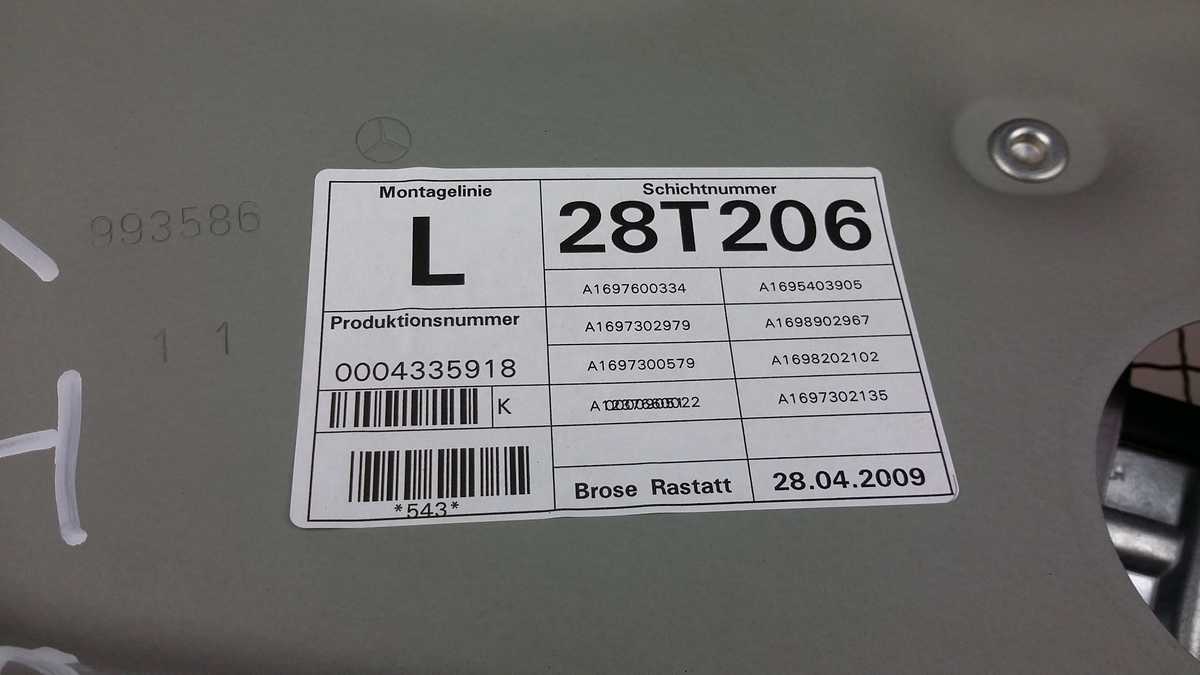 993586
1 1
Montagelinie
L
Schichtnummer
28T206
A1697600334 A1695403905
A1697302979 A1698902967
A1697300579 A1698202102
A1697302135
Produktionsnummer
0004335918
K
*543*
Brose Rastatt
28.04.2009